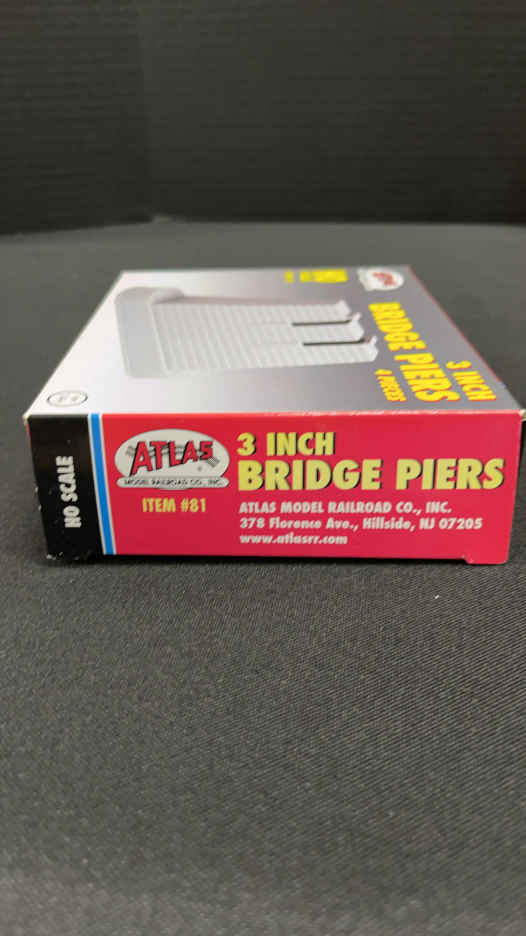 3 INCH
BRIDGE PIERS
4 PIECES
HO SCALE
ATLAS
MODEL RAILROAD CO., INC.
ITEM #81
3 INCH
BRIDGE PIERS
ATLAS MODEL RAILROAD CO., INC.
378 Florence Ave., Hillside, NJ 07205
www.atlasrr.com